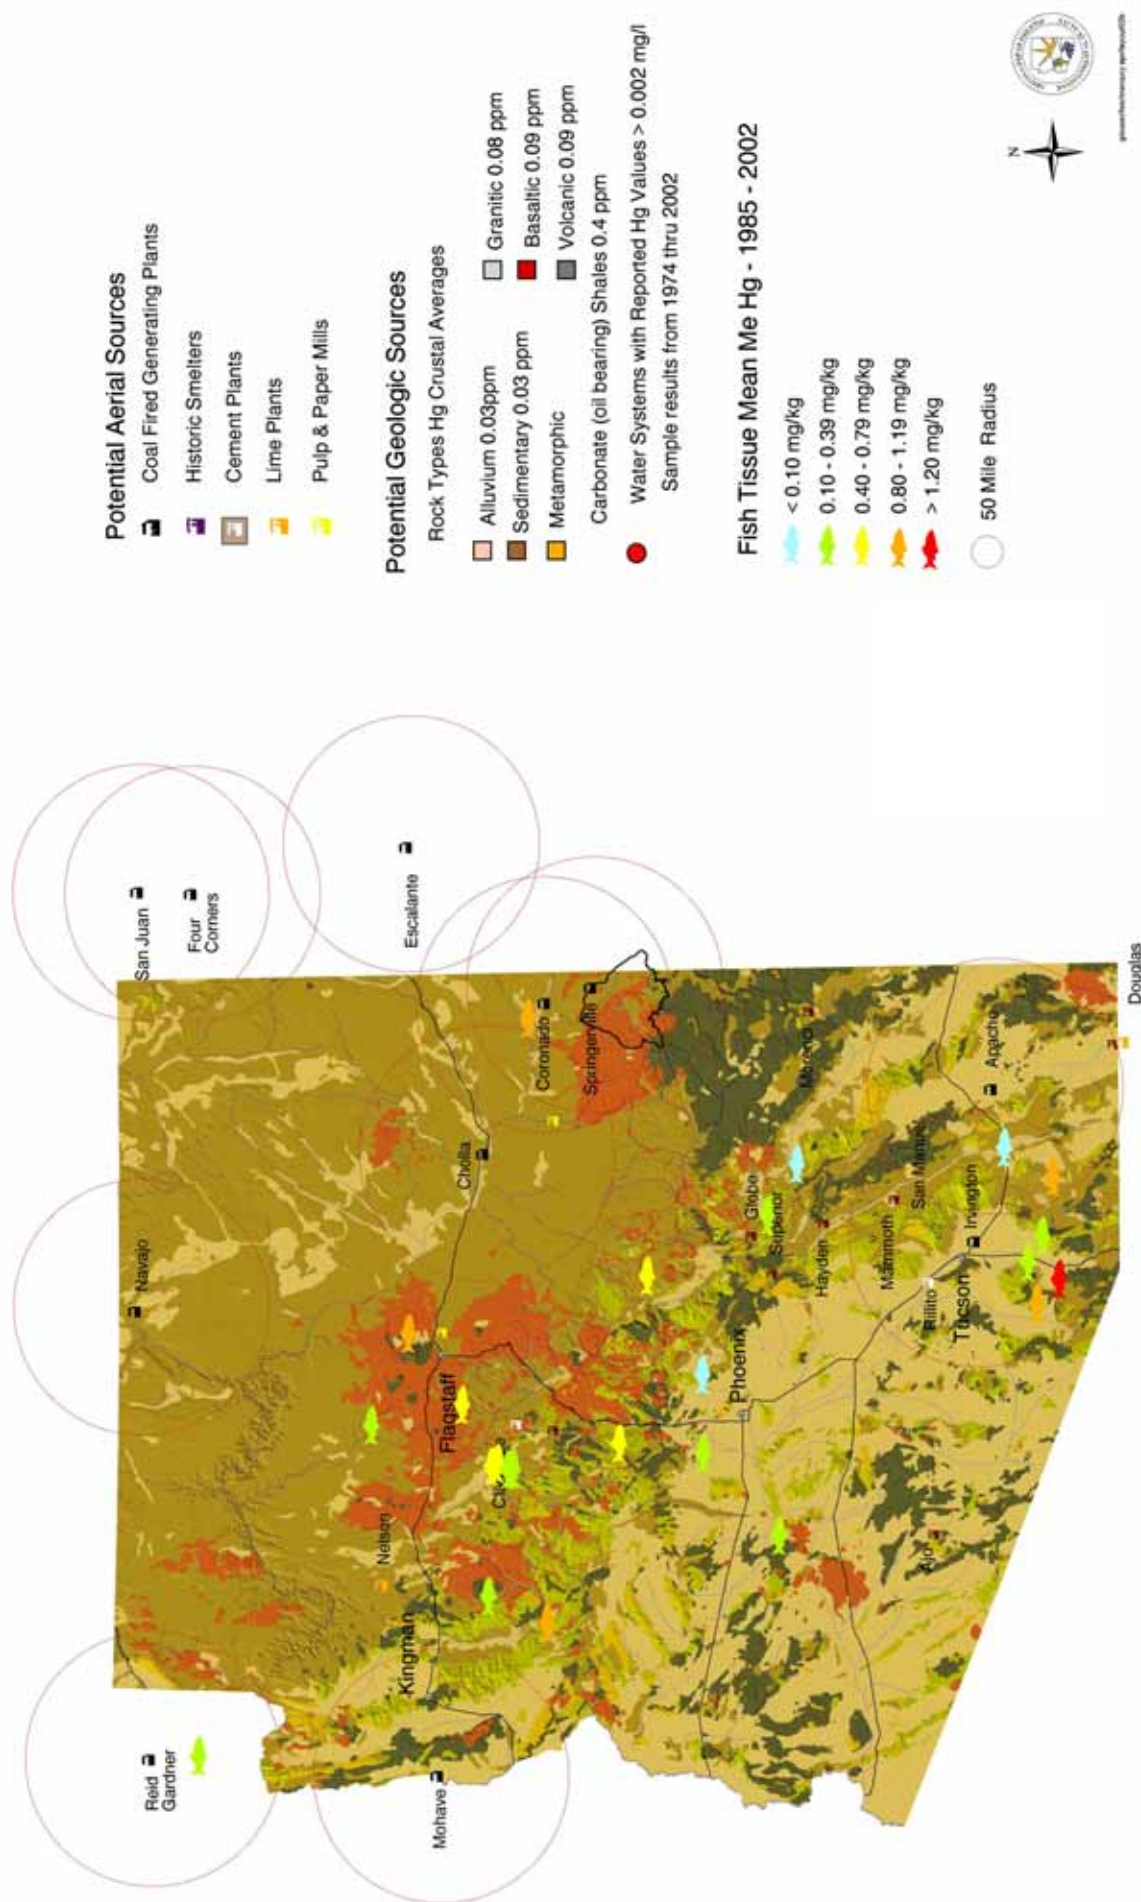 Potential Aerial Sources
Coal Fired Generating Plants
Historic Smelters
Cement Plants
Lime Plants
Pulp & Paper Mills
Potential Geologic Sources
Rock Types Hg Crustal Averages
Alluvium 0.03ppm
Granitic 0.08 ppm
Sedimentary 0.03 ppm
Basaltic 0.09 ppm
Metamorphic
Volcanic 0.09 ppm
Carbonate (oil bearing) Shales 0.4 ppm
Water Systems with Reported Hg Values > 0.002 mg/l
Sample results from 1974 thru 2002
Fish Tissue Mean Me Hg - 1985 - 2002
< 0.10 mg/kg
0.10 - 0.39 mg/kg
0.40 - 0.79 mg/kg
0.80 - 1.19 mg/kg
> 1.20 mg/kg
50 Mile Radius
N
Reid
Gardner
Navajo
San Juan
Four
Corners
Mohave
Kingman
Nelson
Flagstaff
Cholla
Escalante
Coronado
Springerville
Phoenix
Globe
Superior
Morenci
Hayden
Mammoth
San Manuel
Ajo
Rillito
Tucson
Irvington
Apache
Douglas